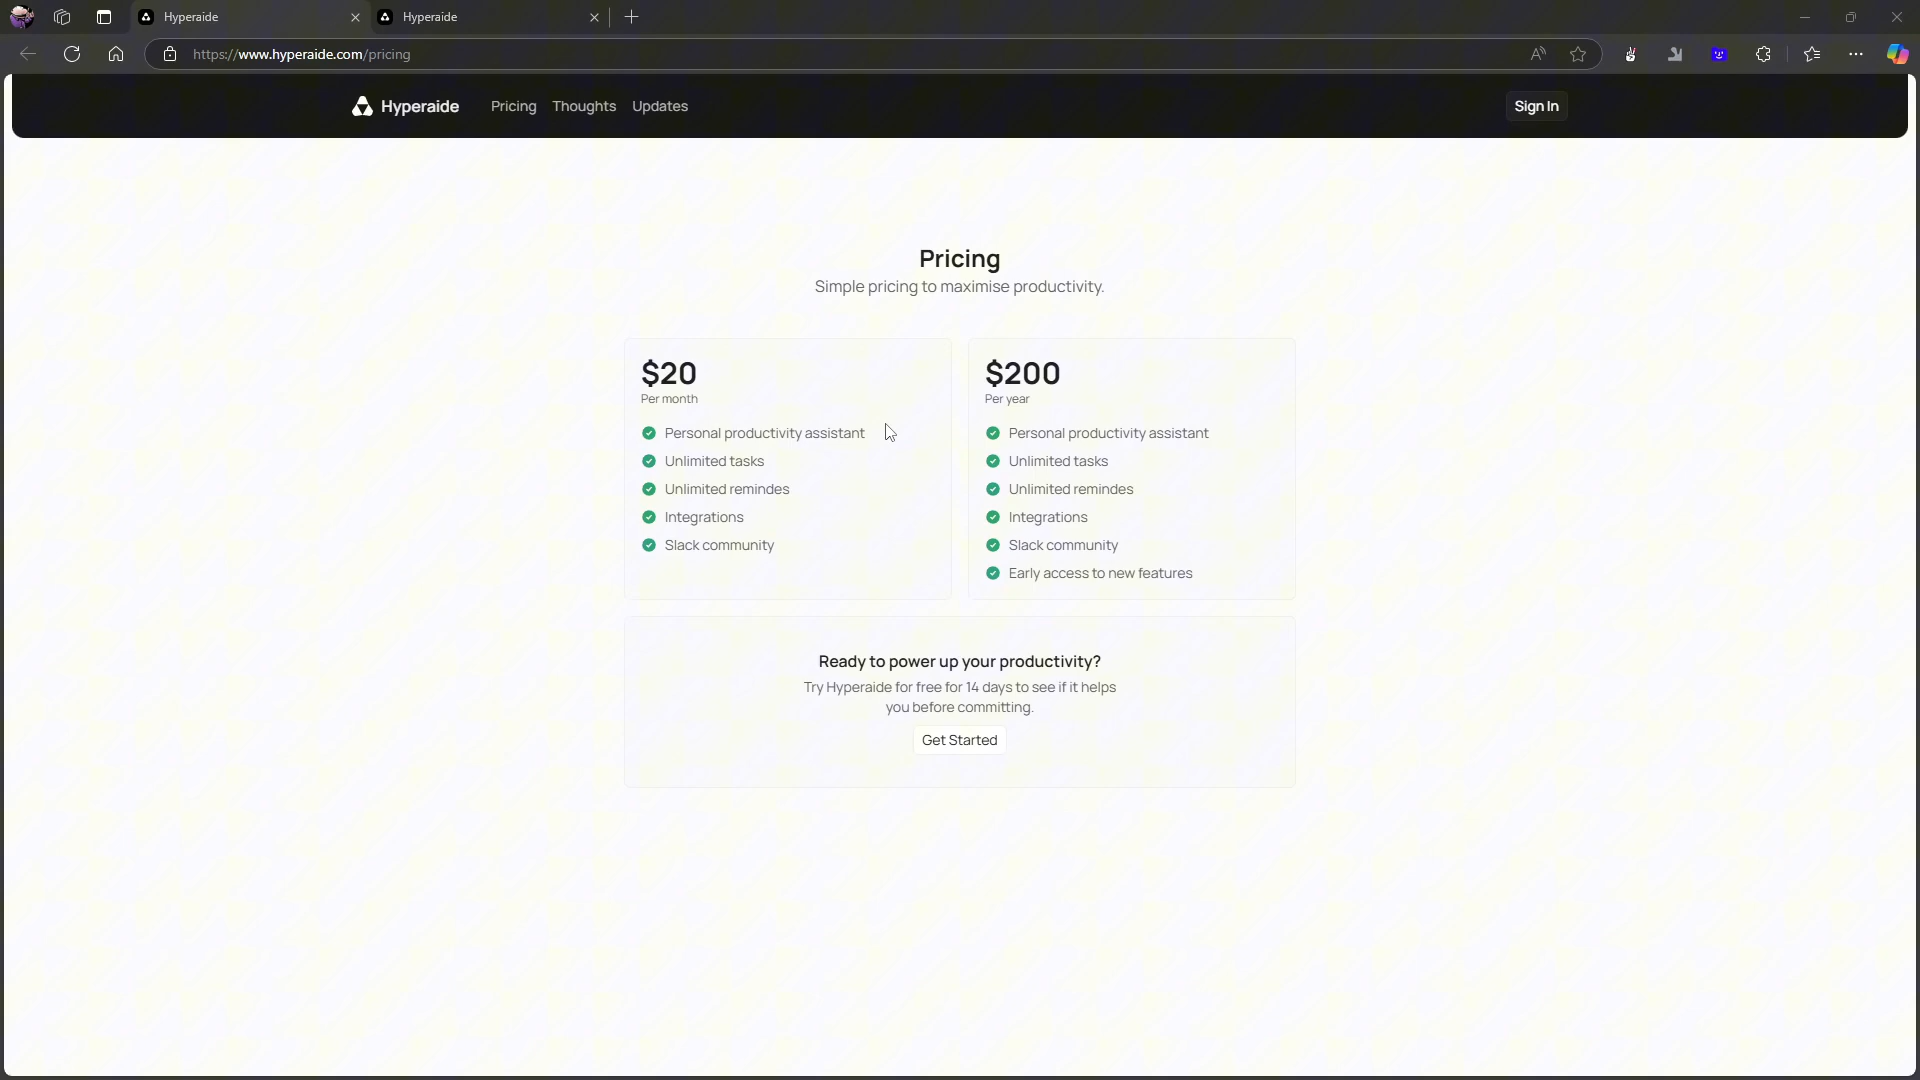 Hyperaide
Hyperaide
https://www.hyperaide.com/pricing
Hyperaide
Pricing
Thoughts
Updates
Sign In
Pricing
Simple pricing to maximise productivity.
$20
Per month
Personal productivity assistant
Unlimited tasks
Unlimited remindes
Integrations
Slack community
$200
Per year
Personal productivity assistant
Unlimited tasks
Unlimited remindes
Integrations
Slack community
Early access to new features
Ready to power up your productivity?
Try Hyperaide for free for 14 days to see if it helps
you before committing.
Get Started